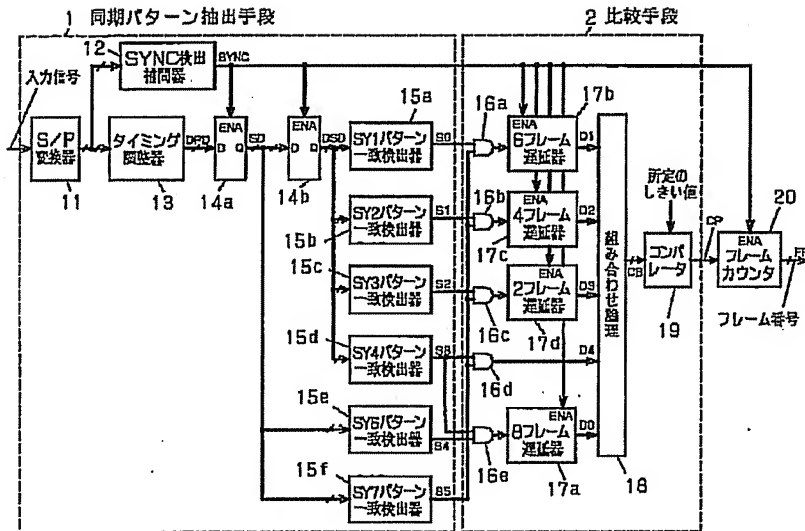 1 同期パターン抽出手段
2 比較手段
12
SYNC検出
補間器
SYNC
入力信号
S/P
変換器
11
タイミング
調整器
13
DPD
ENA
D Q
14a
SD
ENA
D Q
14b
DSD
15a
SY1パターン
一致検出器
S0
SY2パターン
一致検出器
15b
S1
15c
SY3パターン
一致検出器
S2
15d
SY4パターン
一致検出器
S3
15e
SY6パターン
一致検出器
S4
15f
SY7パターン
一致検出器
S5
16a
16b
16c
16d
16e
17b
ENA
6フレーム
遅延器
D1
ENA
4フレーム
遅延器
17c
D2
ENA
2フレーム
遅延器
17d
D3
D4
ENA
8フレーム
遅延器
17a
D0
組み合わせ論理
18
CB
所定の
しきい値
コンパ
レータ
19
CP
20
ENA
フレーム
カウンタ
フレーム番号